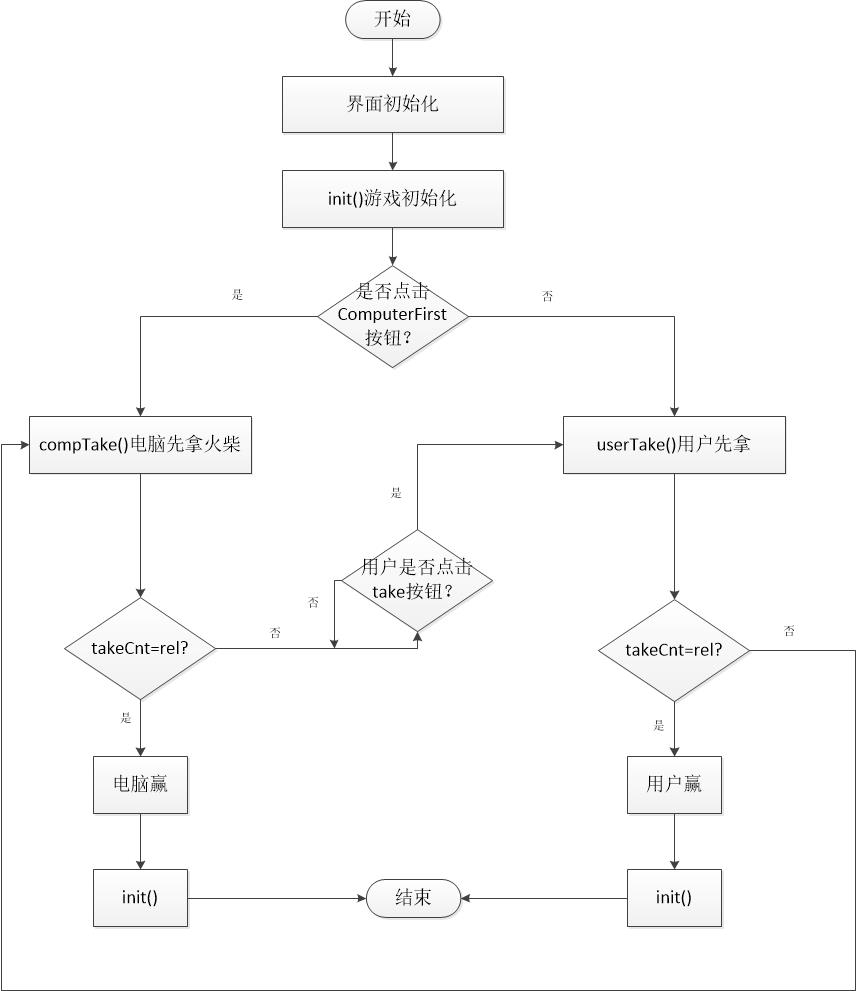 开始
界面初始化
init()游戏初始化
是否点击
ComputerFirst
按钮?
是
否
compTake()电脑先拿火柴
userTake()用户先拿
是
用户是否点击
take按钮?
否
否
takeCnt=rel?
takeCnt=rel?
否
是
是
电脑赢
用户赢
init()
结束
init()